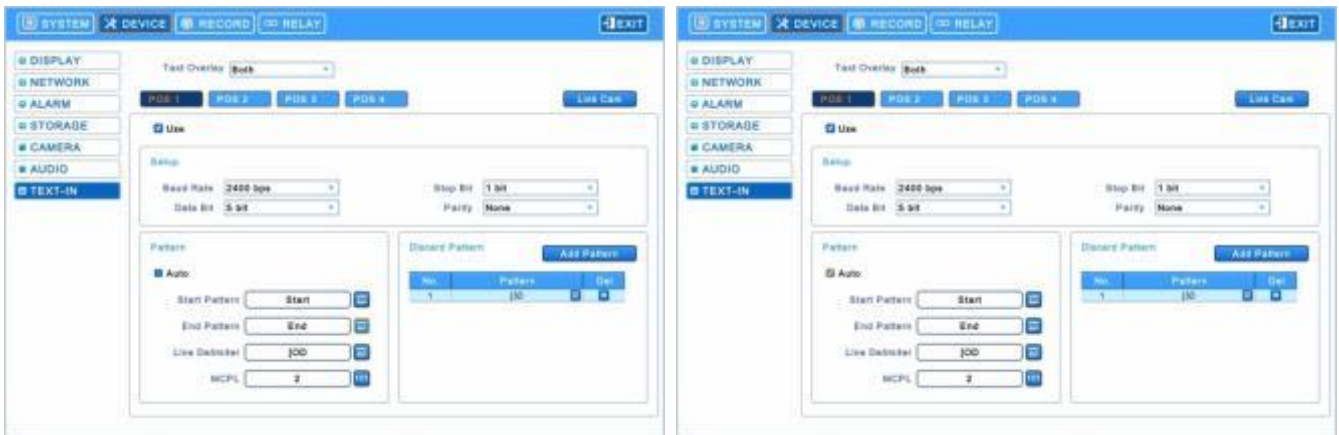 SYSTEM DEVICE RECORD RELAY EXIT
DISPLAY
NETWORK
ALARM
STORAGE
CAMERA
AUDIO
TEXT-IN
Text Overlay Both
POS 1 POS 2 POS 3 POS 4 Live Cam
Use
Setup
Baud Rate 2400 bps Stop Bit 1 bit
Data Bit 5 bit Parity None
Pattern Discard Pattern Add Pattern
Auto
No. Pattern Del.
1
Start Pattern Start
End Pattern End
Line Delimiter
MCPL 2
SYSTEM DEVICE RECORD RELAY EXIT
DISPLAY
NETWORK
ALARM
STORAGE
CAMERA
AUDIO
TEXT-IN
Text Overlay Both
POS 1 POS 2 POS 3 POS 4 Live Cam
Use
Setup
Baud Rate 2400 bps Stop Bit 1 bit
Data Bit 5 bit Parity None
Pattern Discard Pattern Add Pattern
Auto
No. Pattern Del.
1
Start Pattern Start
End Pattern End
Line Delimiter
MCPL 2